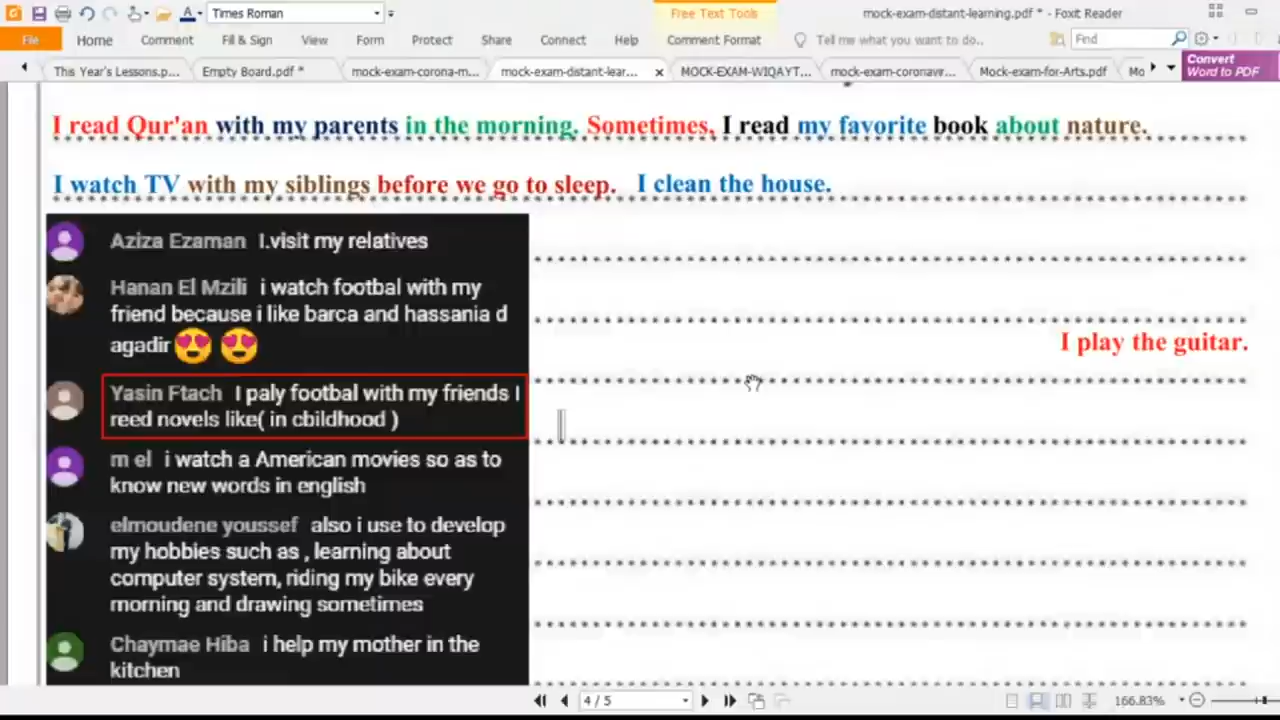 Times Roman
Free Text Tools
mock-exam-distant-learning.pdf * - Foxit Reader
File Home Comment Fill & Sign View Form Protect Share Connect Help Comment Format Tell me what you want to do.. Find
This Year's Lessons.p... Empty Board.pdf * mock-exam-corona-m... mock-exam-distant-lear... × MOCK-EXAM-WIQAYT... mock-exam-coronavir... Mock-exam-for-Arts.pdf Mo
Convert
Word to PDF
I read Qur'an with my parents in the morning. Sometimes, I read my favorite book about nature.
I watch TV with my siblings before we go to sleep. I clean the house.
Aziza Ezaman I.visit my relatives
Hanan El Mzili i watch footbal with my
friend because i like barca and hassania d
agadir
I play the guitar.
Yasin Ftach I paly footbal with my friends I
reed novels like( in cbildhood )
m el i watch a American movies so as to
know new words in english
elmoudene youssef also i use to develop
my hobbies such as , learning about
computer system, riding my bike every
morning and drawing sometimes
Chaymae Hiba i help my mother in the
kitchen
4 / 5
166.83%